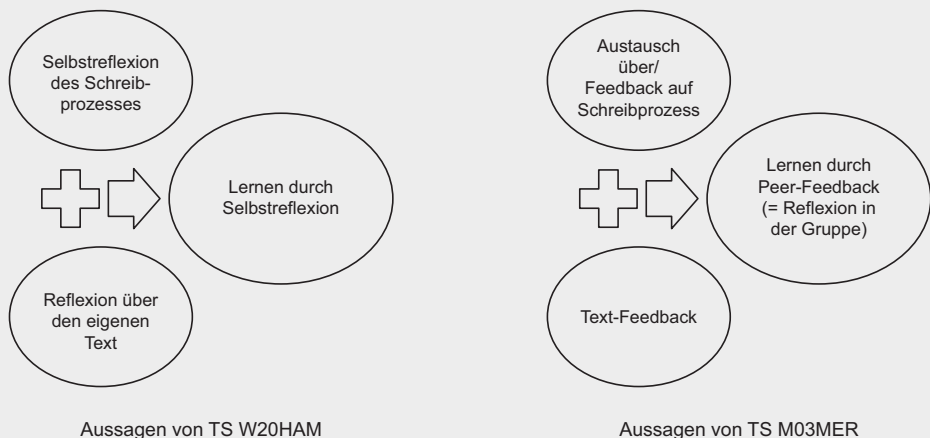 Selbstreflexion
des Schreib-
prozesses
Lernen durch
Selbstreflexion
Reflexion über
den eigenen
Text
Aussagen von TS W20HAM
Austausch
über/
Feedback auf
Schreibprozess
Lernen durch
Peer-Feedback
(= Reflexion in
der Gruppe)
Text-Feedback
Aussagen von TS M03MER